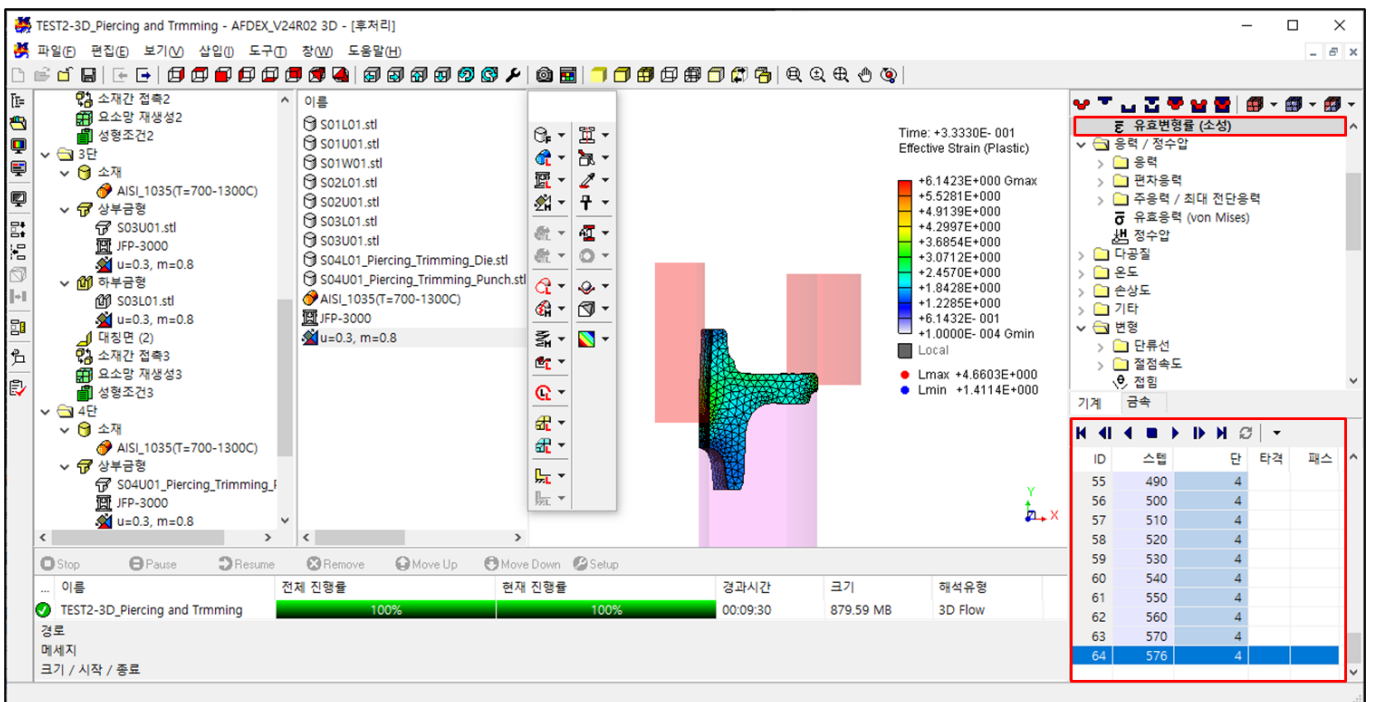 TEST2-3D_Piercing and Trmming - AFDEX_V24R02 3D - [후처리]
파일(F) 편집(E) 보기(V) 삽입(I) 도구(T) 창(W) 도움말(H)
소재간 접촉2
요소망 재생성2
성형조건2
3단
소재
AISI_1035(T=700-1300C)
상부금형
S03U01.stl
JFP-3000
u=0.3, m=0.8
하부금형
S03L01.stl
u=0.3, m=0.8
대칭면 (2)
소재간 접촉3
요소망 재생성3
성형조건3
4단
소재
AISI_1035(T=700-1300C)
상부금형
S04U01_Piercing_Trimming_F
JFP-3000
u=0.3, m=0.8
이름
S01L01.stl
S01U01.stl
S01W01.stl
S02L01.stl
S02U01.stl
S03L01.stl
S03U01.stl
S04L01_Piercing_Trimming_Die.stl
S04U01_Piercing_Trimming_Punch.stl
AISI_1035(T=700-1300C)
JFP-3000
u=0.3, m=0.8
Time: +3.3330E- 001
Effective Strain (Plastic)
+6.1423E+000 Gmax
+5.5281E+000
+4.9139E+000
+4.2997E+000
+3.6854E+000
+3.0712E+000
+2.4570E+000
+1.8428E+000
+1.2285E+000
+6.1432E- 001
+1.0000E- 004 Gmin
Local
Lmax +4.6603E+000
Lmin +1.4114E+000
Y
X
유효변형률 (소성)
응력 / 정수압
응력
편차응력
주응력 / 최대 전단응력
유효응력 (von Mises)
정수압
다공질
온도
손상도
기타
변형
단류선
절점속도
접힘
기계 금속
ID 스텝 단 타격 패스
55 490 4
56 500 4
57 510 4
58 520 4
59 530 4
60 540 4
61 550 4
62 560 4
63 570 4
64 576 4
Stop Pause Resume Remove Move Up Move Down Setup
... 이름 전체 진행률 현재 진행률 경과시간 크기 해석유형
TEST2-3D_Piercing and Trmming 100% 100% 00:09:30 879.59 MB 3D Flow
경로
메세지
크기 / 시작 / 종료